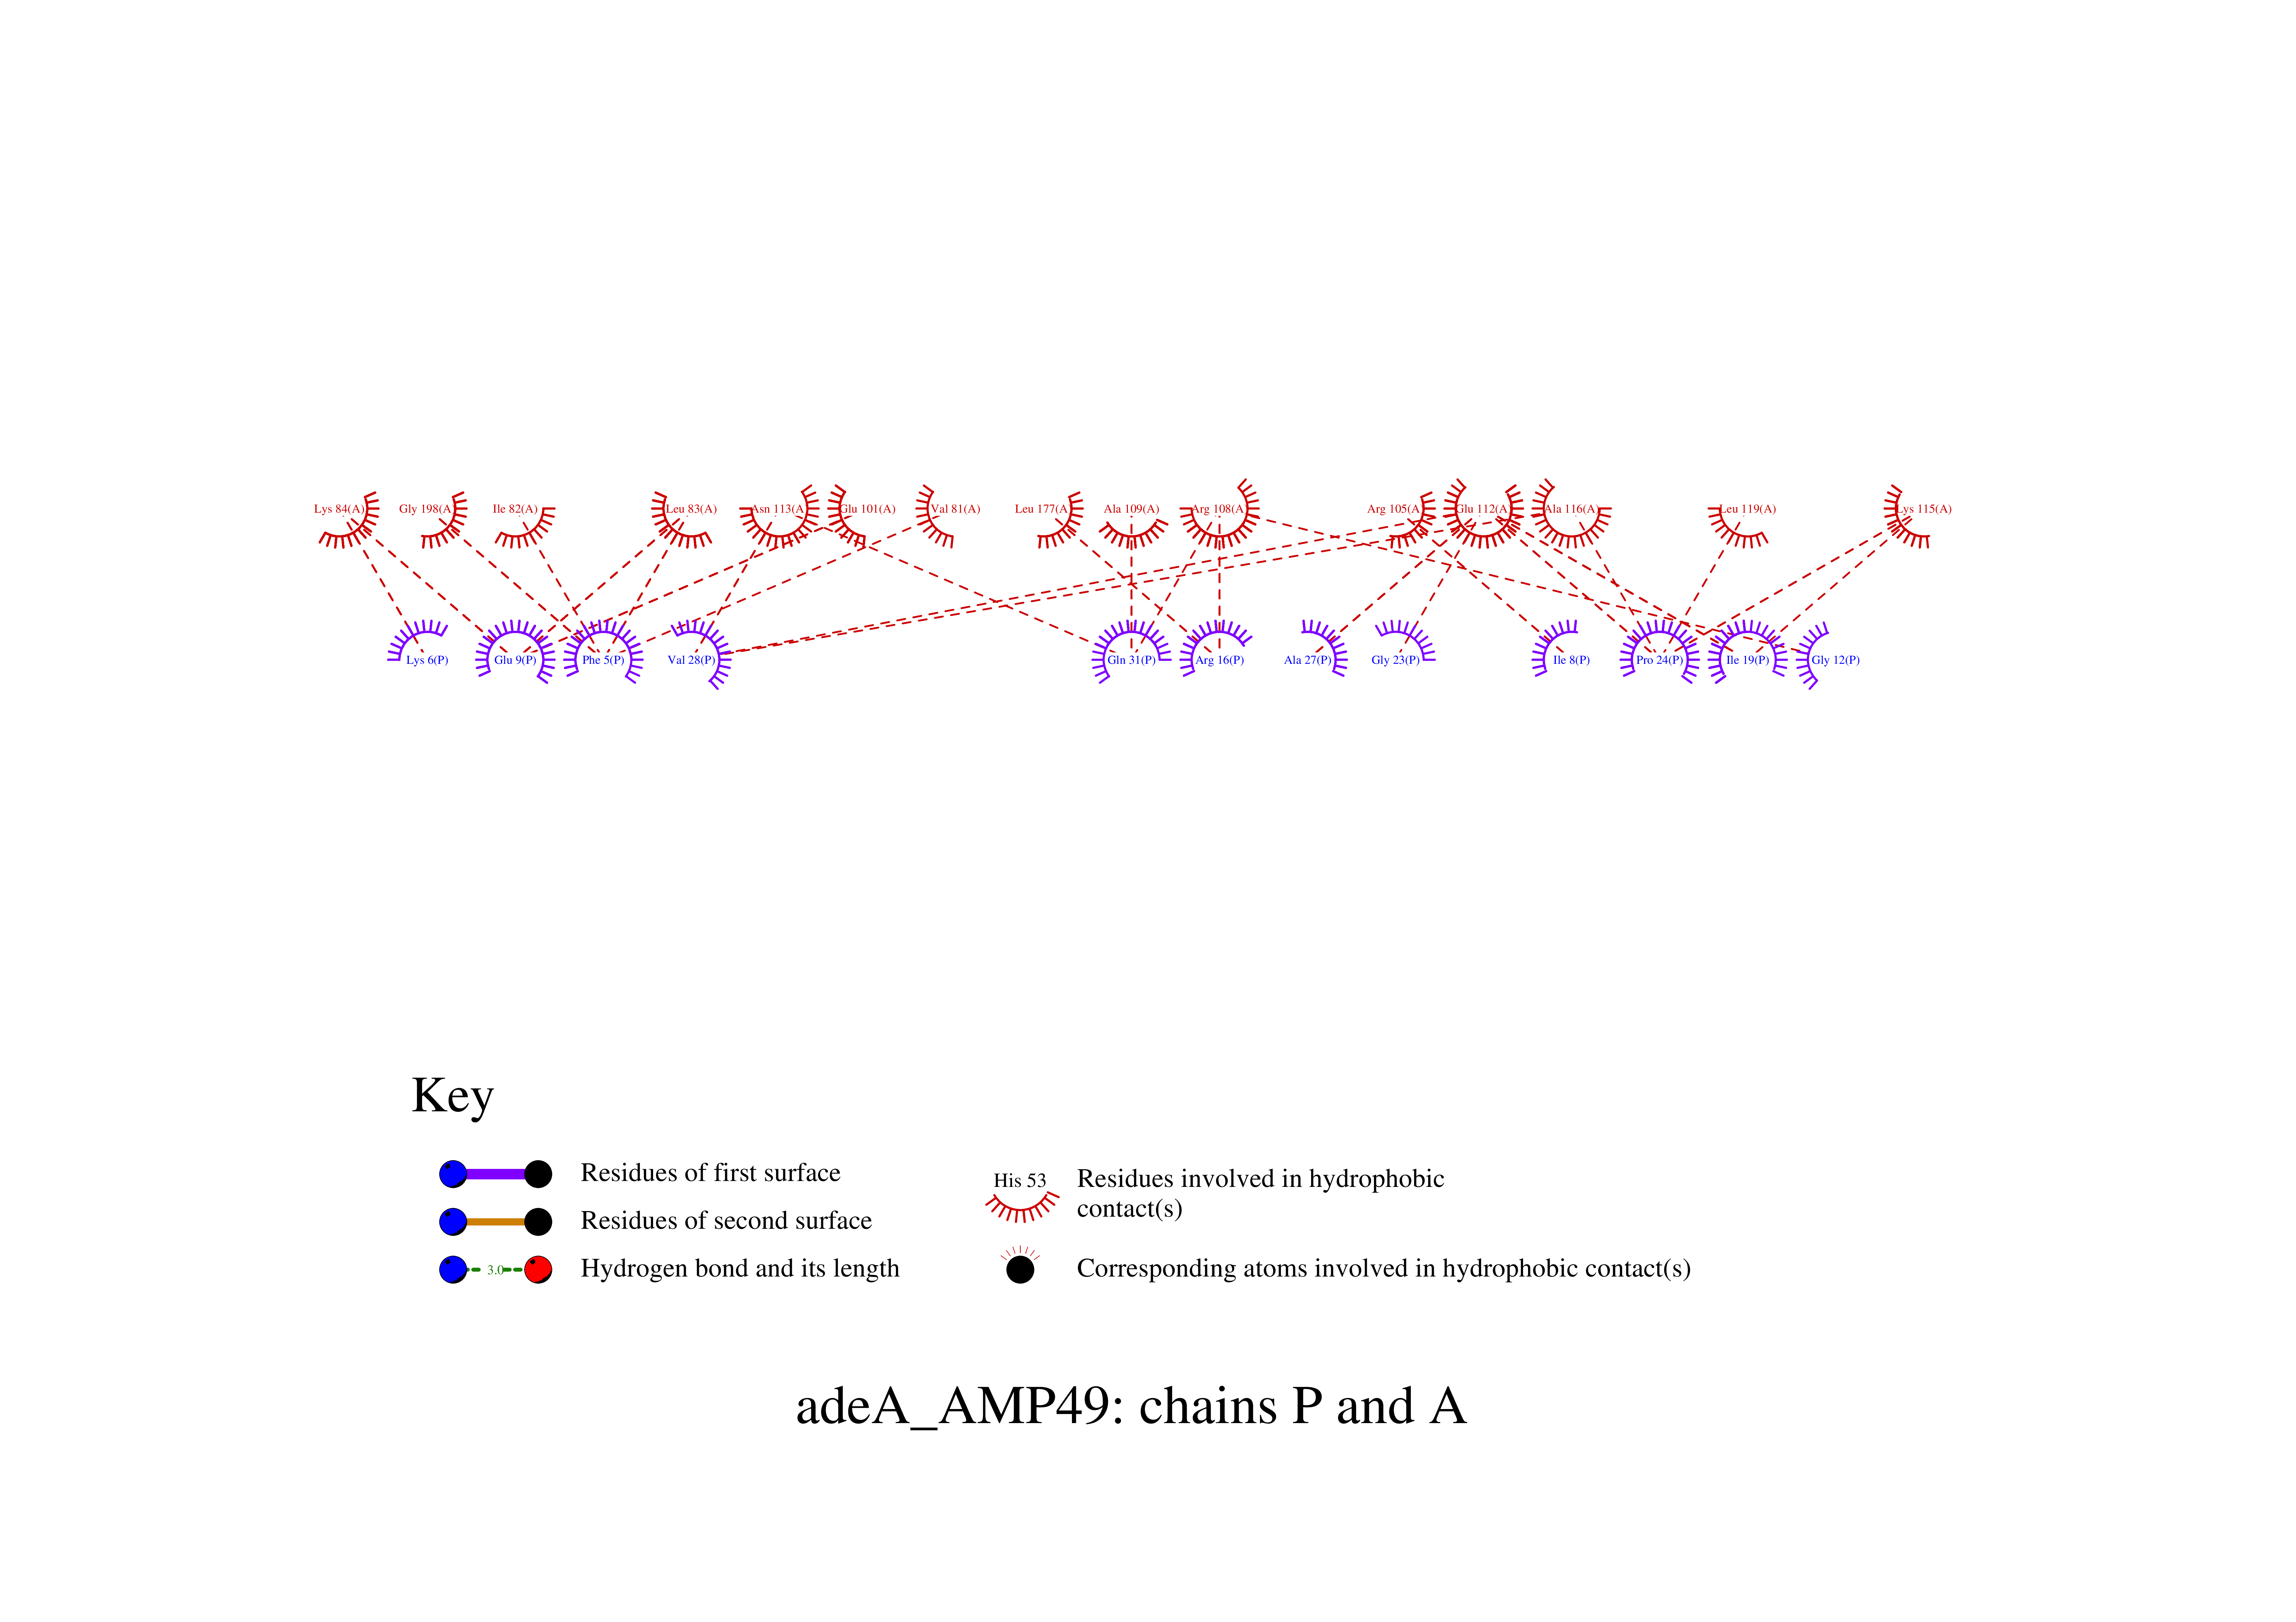 Lys 84(A) Gly 198(A Ile 82(A) Leu 83(A) Asn 113(A Glu 101(A) Val 81(A) Leu 177(A) Ala 109(A) Arg 108(A Arg 105(A Glu 112(A Ala 116(A) Leu 119(A) Lys 115(A)
Lys 6(P) Glu 9(P) Phe 5(P) Val 28(P) Gln 31(P) Arg 16(P) Ala 27(P) Gly 23(P) Ile 8(P) Pro 24(P) Ile 19(P) Gly 12(P)
Key
Residues of first surface
Residues of second surface
3.0 Hydrogen bond and its length
His 53 Residues involved in hydrophobic
contact(s)
Corresponding atoms involved in hydrophobic contact(s)
adeA_AMP49: chains P and A